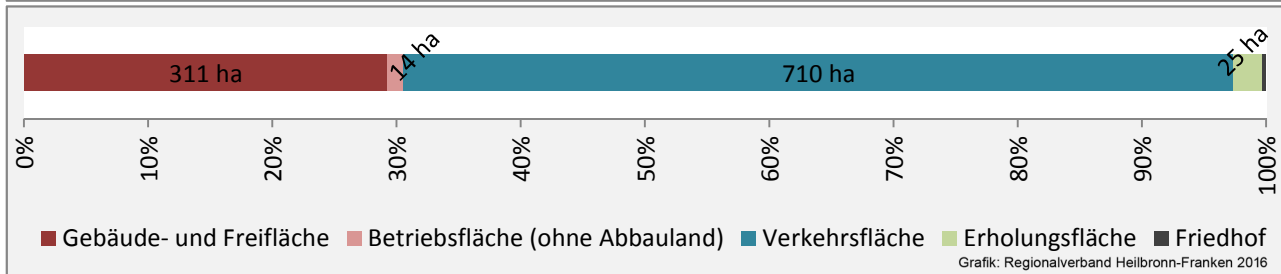 311 ha
14 ha
710 ha
25 ha
0%
10%
20%
30%
40%
50%
60%
70%
80%
90%
100%
Gebäude- und Freifläche Betriebsfläche (ohne Abbauland) Verkehrsfläche Erholungsfläche Friedhof
Grafik: Regionalverband Heilbronn-Franken 2016